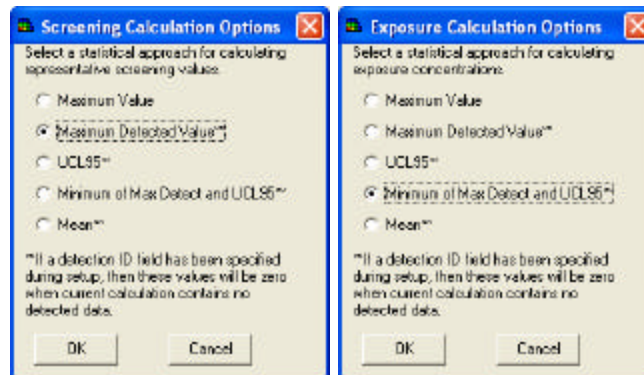 Screening Calculation Options
Select a statistical approach for calculating
representative screening values.
Maximum Value
Maximum Detected Value**
UCL95**
Minimum of Max Detect and UCL95**
Mean**
**If a detection ID field has been specified
during setup, then these values will be zero
when current calculation contains no
detected data.
OK
Cancel
Exposure Calculation Options
Select a statistical approach for calculating
exposure concentrations.
Maximum Value
Maximum Detected Value**
UCL95**
Minimum of Max Detect and UCL95**
Mean**
**If a detection ID field has been specified
during setup, then these values will be zero
when current calculation contains no
detected data.
OK
Cancel